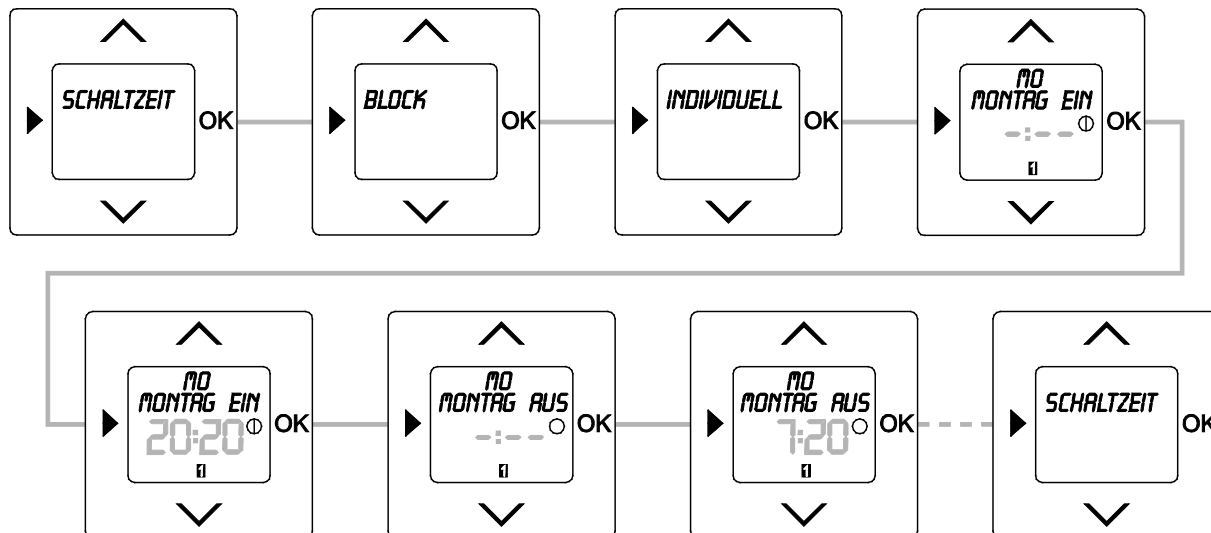 SCHALTZEIT
OK
BLOCK
OK
INDIVIDUELL
OK
MO
MONTAG EIN
-:--
OK
1
MO
MONTAG EIN
20:20
OK
1
MO
MONTAG AUS
-:--
OK
1
MO
MONTAG AUS
7:20
OK
1
SCHALTZEIT
OK